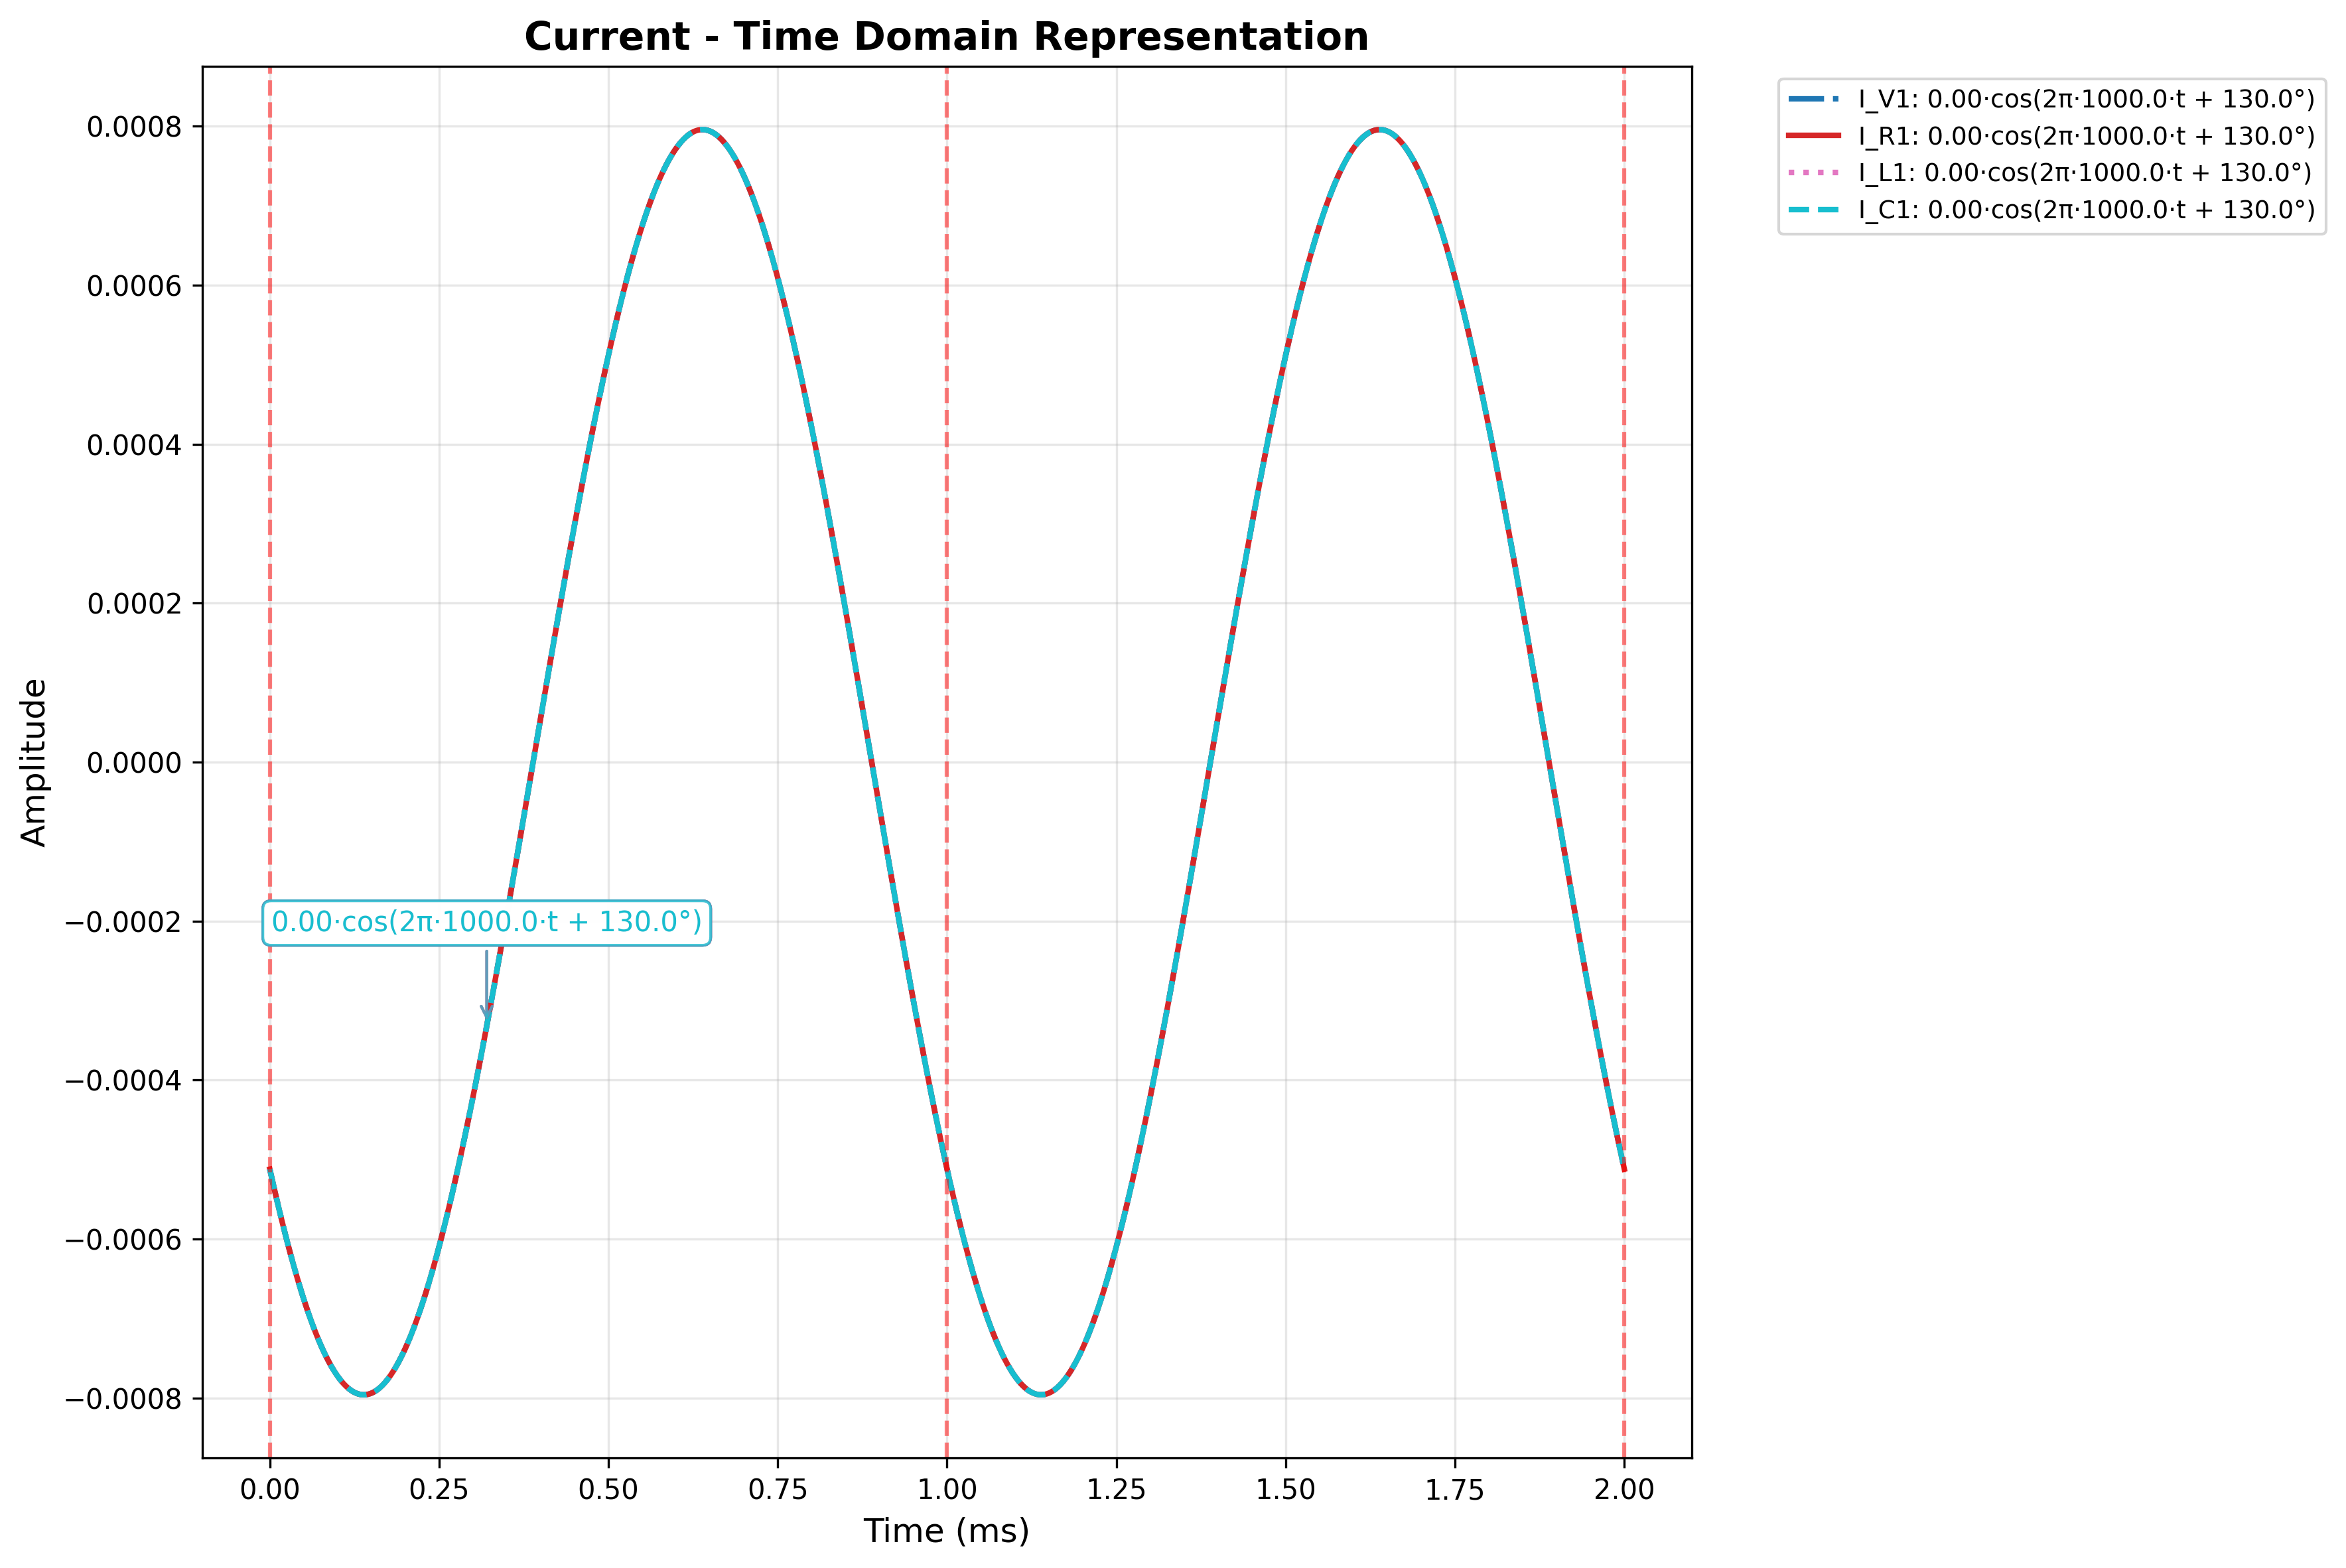 Current - Time Domain Representation
I_V1: 0.00·cos(2π·1000.0·t + 130.0°)
I_R1: 0.00·cos(2π·1000.0·t + 130.0°)
I_L1: 0.00·cos(2π·1000.0·t + 130.0°)
I_C1: 0.00·cos(2π·1000.0·t + 130.0°)
Amplitude
0.0008
0.0006
0.0004
0.0002
0.0000
−0.0002
−0.0004
−0.0006
−0.0008
0.00·cos(2π·1000.0·t + 130.0°)
0.00 0.25 0.50 0.75 1.00 1.25 1.50 1.75 2.00
Time (ms)